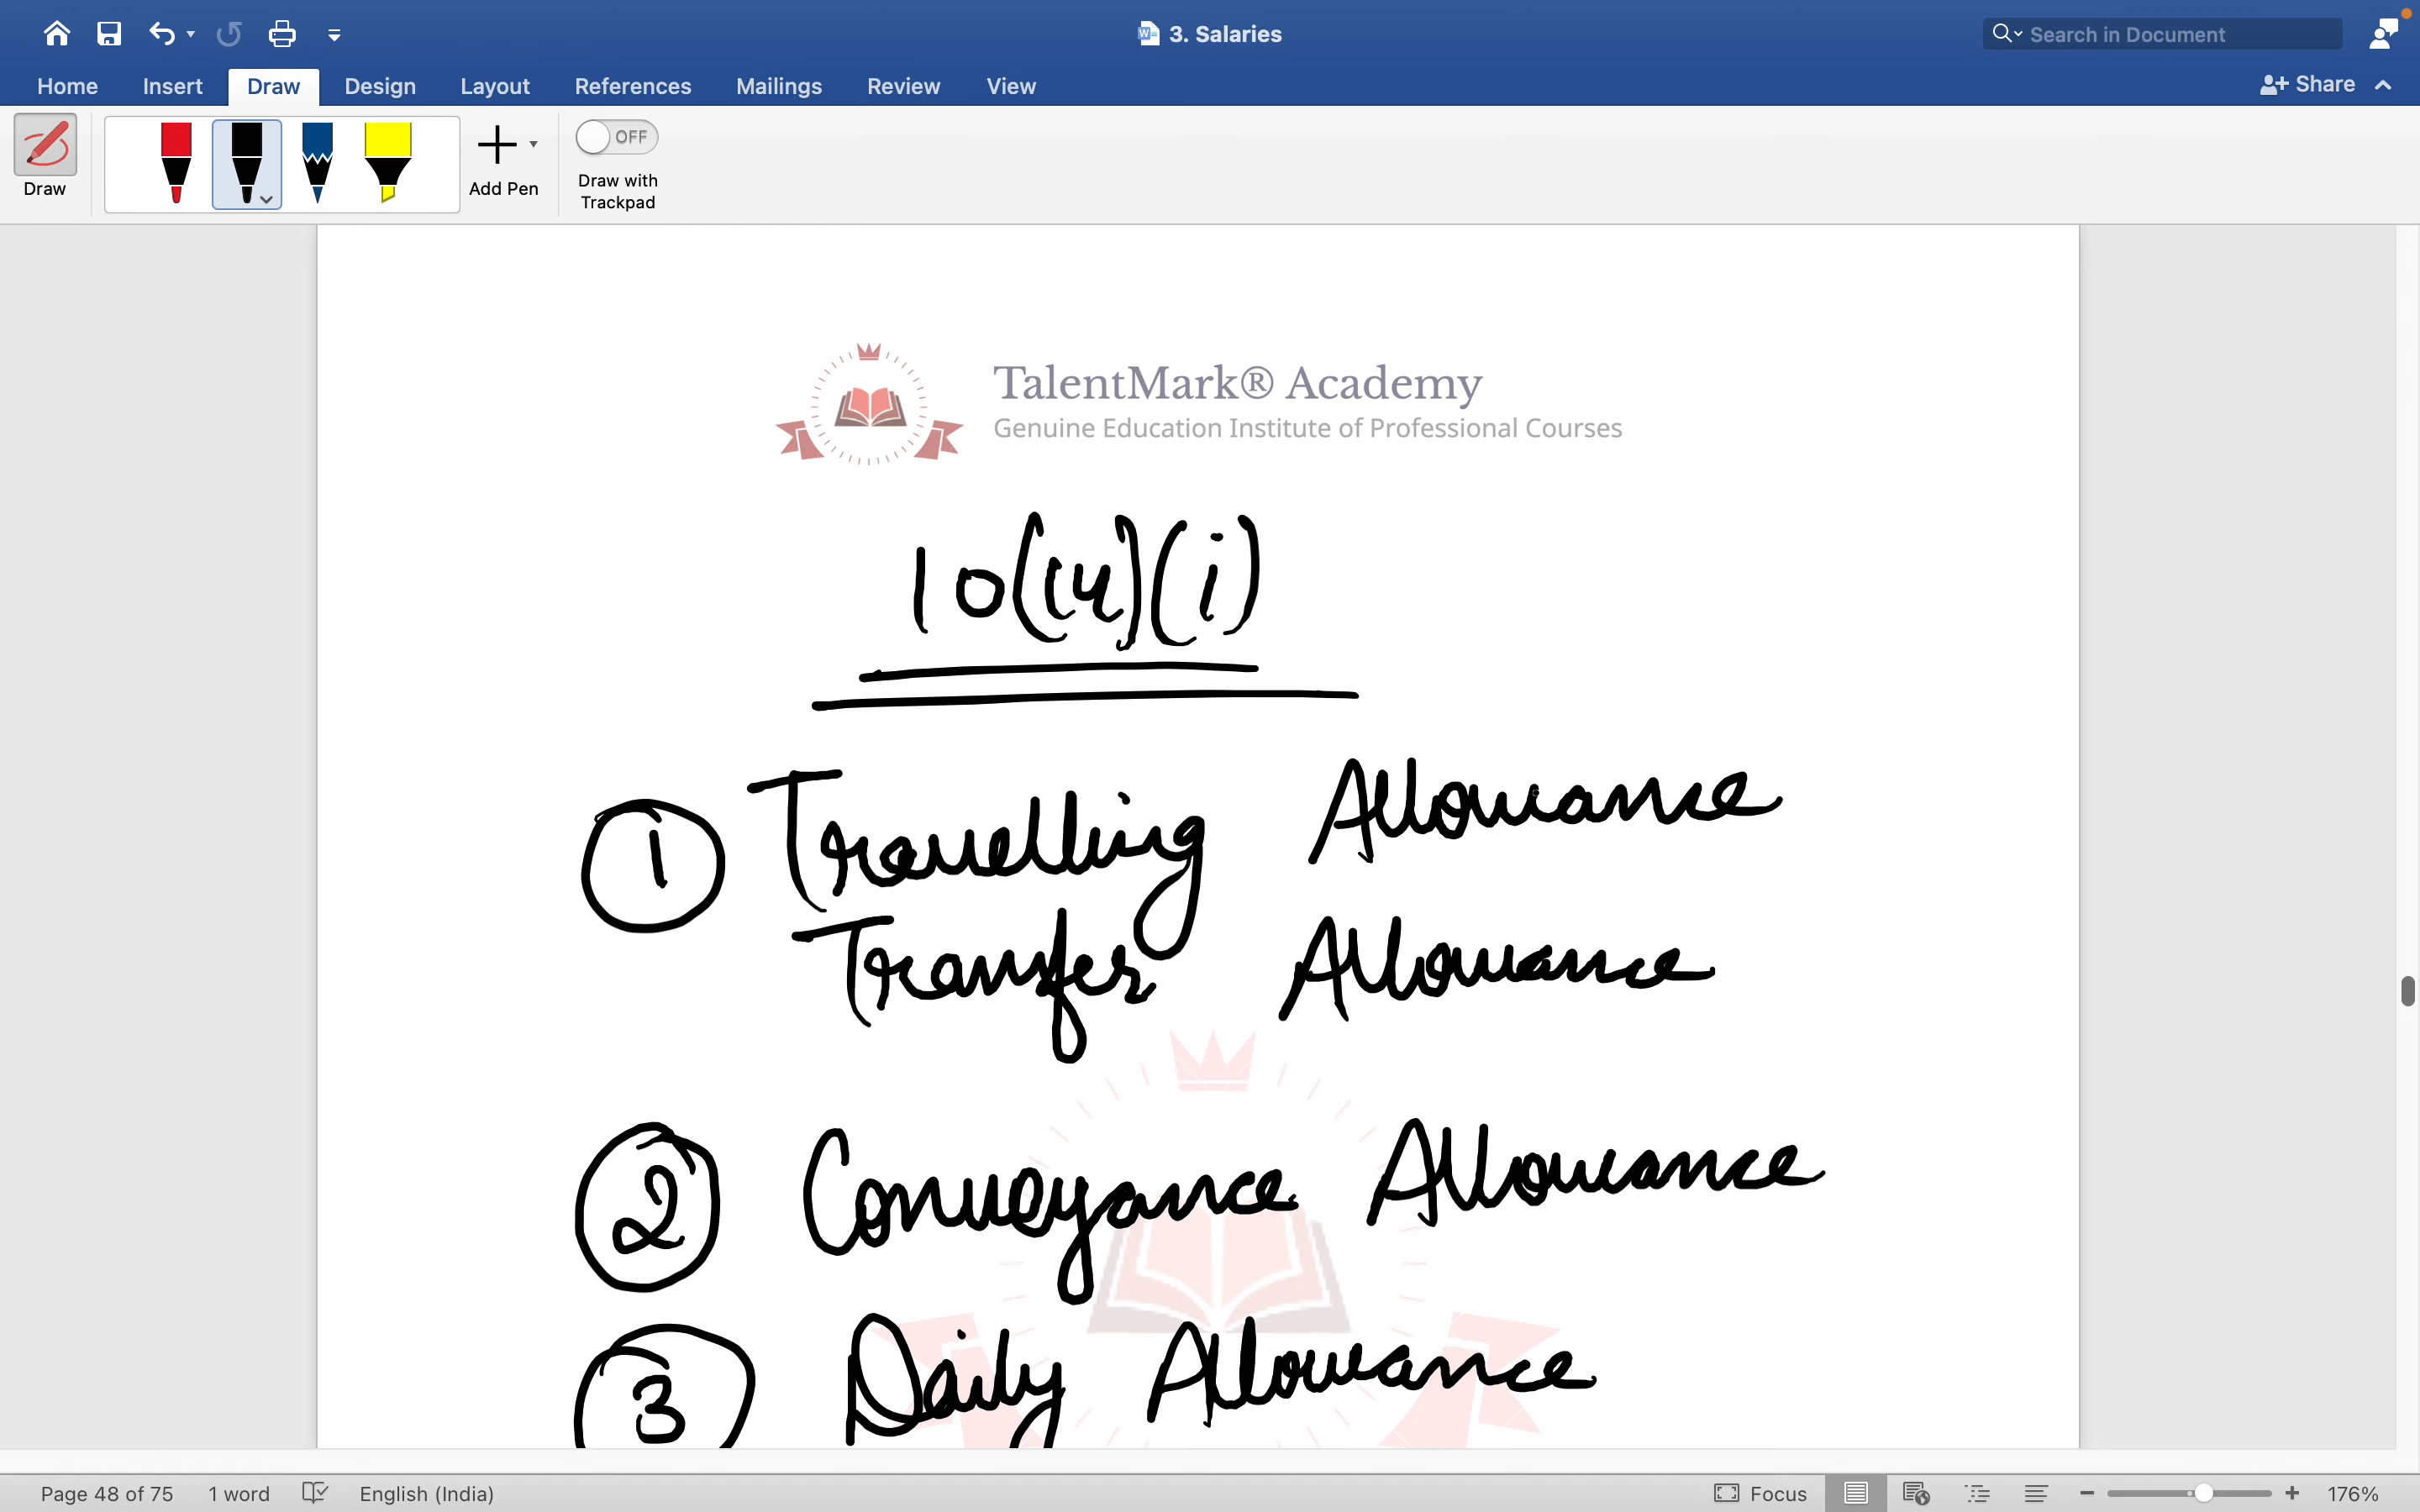 3. Salaries
Search in Document
Home Insert Draw Design Layout References Mailings Review View
Share
Draw
Add Pen
OFF
Draw with
Trackpad
TalentMark® Academy
Genuine Education Institute of Professional Courses
10(14)(i)
1 Travelling Allowance
Transfer Allowance
2 Conveyance Allowance
3 Daily Allowance
Page 48 of 75 1 word English (India) Focus 176%